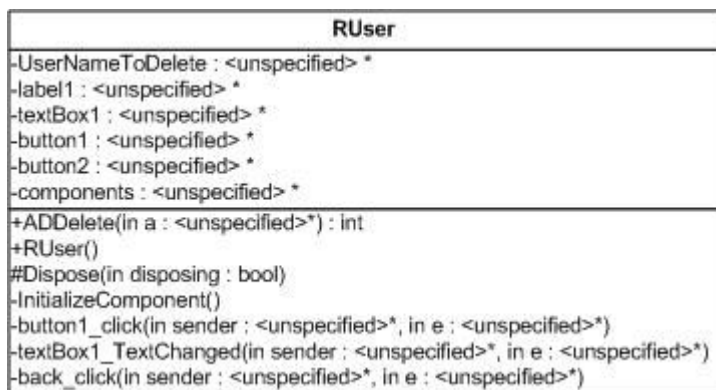 RUser
-UserNameToDelete : <unspecified> *
-label1 : <unspecified> *
-textBox1 : <unspecified> *
-button1 : <unspecified> *
-button2 : <unspecified> *
-components : <unspecified> *
+ADDelete(in a : <unspecified>*) : int
+RUser()
#Dispose(in disposing : bool)
-InitializeComponent()
-button1_click(in sender : <unspecified>*, in e : <unspecified>*)
-textBox1_TextChanged(in sender : <unspecified>*, in e : <unspecified>*)
-back_click(in sender : <unspecified>*, in e : <unspecified>*)